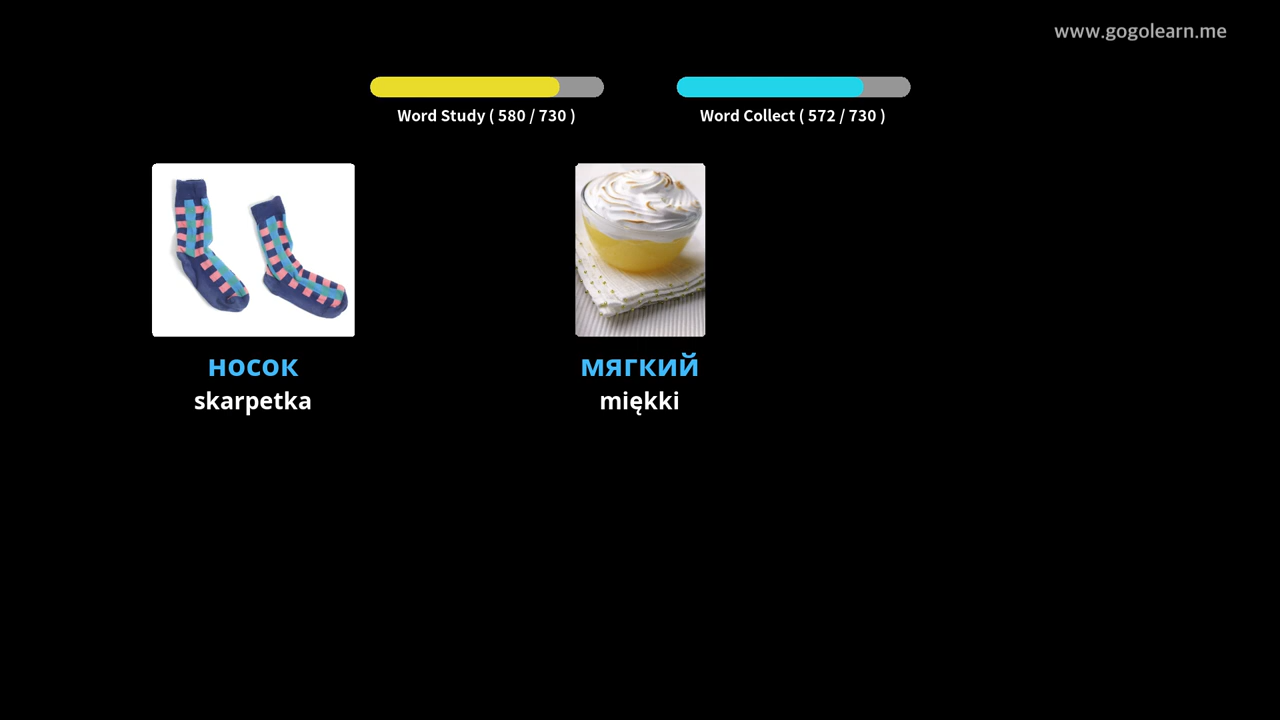 www.gogolearn.me
Word Study ( 580 / 730 )
Word Collect ( 572 / 730 )
носок
skarpetka
мягкий
miękki